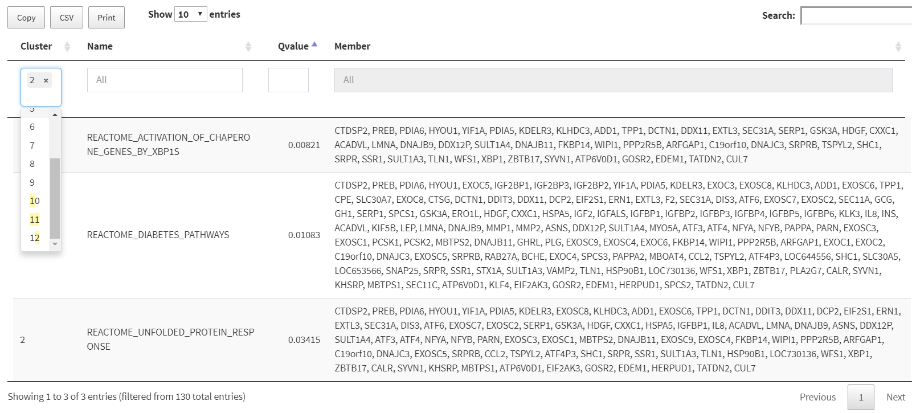 Copy CSV Print Show 10 entries Search:
Cluster Name Qvalue Member
2 × All All
5
6
7
8
9
10
11
12
REACTOME_ACTIVATION_OF_CHAPERO
NE_GENES_BY_XBP1S
0.00821
CTDSP2, PREB, PDIA6, HYOU1, YIF1A, PDIA5, KDELR3, KLHDC3, ADD1, TPP1, DCTN1, DDX11, EXTL3, SEC31A, SERP1, GSK3A, HDGF, CXXC1,
ACADVL, LMNA, DNAJB9, DDX12P, SULT1A4, DNAJB11, FKBP14, WIPI1, PPP2R5B, ARFGAP1, C19orf10, DNAJC3, SRPRB, TSPYL2, SHC1,
SRPR, SSR1, SULT1A3, TLN1, WFS1, XBP1, ZBTB17, SYVN1, ATP6V0D1, GOSR2, EDEM1, TATDN2, CUL7
REACTOME_DIABETES_PATHWAYS
0.01083
CTDSP2, PREB, PDIA6, HYOU1, EXOC5, IGF2BP1, IGF2BP3, IGF2BP2, YIF1A, PDIA5, KDELR3, EXOC3, EXOSC8, KLHDC3, ADD1, EXOSC6, TPP1,
CPE, SLC30A7, EXOC8, CTSG, DCTN1, DDIT3, DDX11, DCP2, EIF2S1, ERN1, EXTL3, F2, SEC31A, DIS3, ATF6, EXOSC7, EXOSC2, SEC11A, GCG,
GH1, SERP1, SPCS1, GSK3A, ERO1L, HDGF, CXXC1, HSPA5, IGF2, IGFALS, IGFBP1, IGFBP2, IGFBP3, IGFBP4, IGFBP5, IGFBP6, KLK3, IL8, INS,
ACADVL, KIF5B, LEP, LMNA, DNAJB9, MMP1, MMP2, ASNS, DDX12P, SULT1A4, MYO5A, ATF3, ATF4, NFYA, NFYB, PAPPA, PARN, EXOSC3,
EXOSC1, PCSK1, PCSK2, MBTPS2, DNAJB11, GHRL, PLG, EXOSC9, EXOSC4, EXOC6, FKBP14, WIPI1, PPP2R5B, ARFGAP1, EXOC1, EXOC2,
C19orf10, DNAJC3, EXOSC5, SRPRB, RAB27A, BCHE, EXOC4, SPCS3, PAPPA2, MBOAT4, CCL2, TSPYL2, ATF4P3, LOC644556, SHC1, SLC30A5,
LOC653566, SNAP25, SRPR, SSR1, STX1A, SULT1A3, VAMP2, TLN1, HSP90B1, LOC730136, WFS1, XBP1, ZBTB17, PLA2G7, CALR, SYVN1,
KHSRP, MBTPS1, SEC11C, ATP6V0D1, KLF4, EIF2AK3, GOSR2, EDEM1, HERPUD1, SPCS2, TATDN2, CUL7
2
REACTOME_UNFOLDED_PROTEIN_RESP
ONSE
0.03415
CTDSP2, PREB, PDIA6, HYOU1, YIF1A, PDIA5, KDELR3, EXOSC8, KLHDC3, ADD1, EXOSC6, TPP1, DCTN1, DDIT3, DDX11, DCP2, EIF2S1, ERN1,
EXTL3, SEC31A, DIS3, ATF6, EXOSC7, EXOSC2, SERP1, GSK3A, HDGF, CXXC1, HSPA5, IGFBP1, IL8, ACADVL, LMNA, DNAJB9, ASNS, DDX12P,
SULT1A4, ATF3, ATF4, NFYA, NFYB, PARN, EXOSC3, EXOSC1, MBTPS2, DNAJB11, EXOSC9, EXOSC4, FKBP14, WIPI1, PPP2R5B, ARFGAP1,
C19orf10, DNAJC3, EXOSC5, SRPRB, CCL2, TSPYL2, ATF4P3, SHC1, SRPR, SSR1, SULT1A3, TLN1, HSP90B1, LOC730136, WFS1, XBP1,
ZBTB17, CALR, SYVN1, KHSRP, MBTPS1, ATP6V0D1, EIF2AK3, GOSR2, EDEM1, HERPUD1, TATDN2, CUL7
Showing 1 to 3 of 3 entries (filtered from 130 total entries) Previous 1 Next